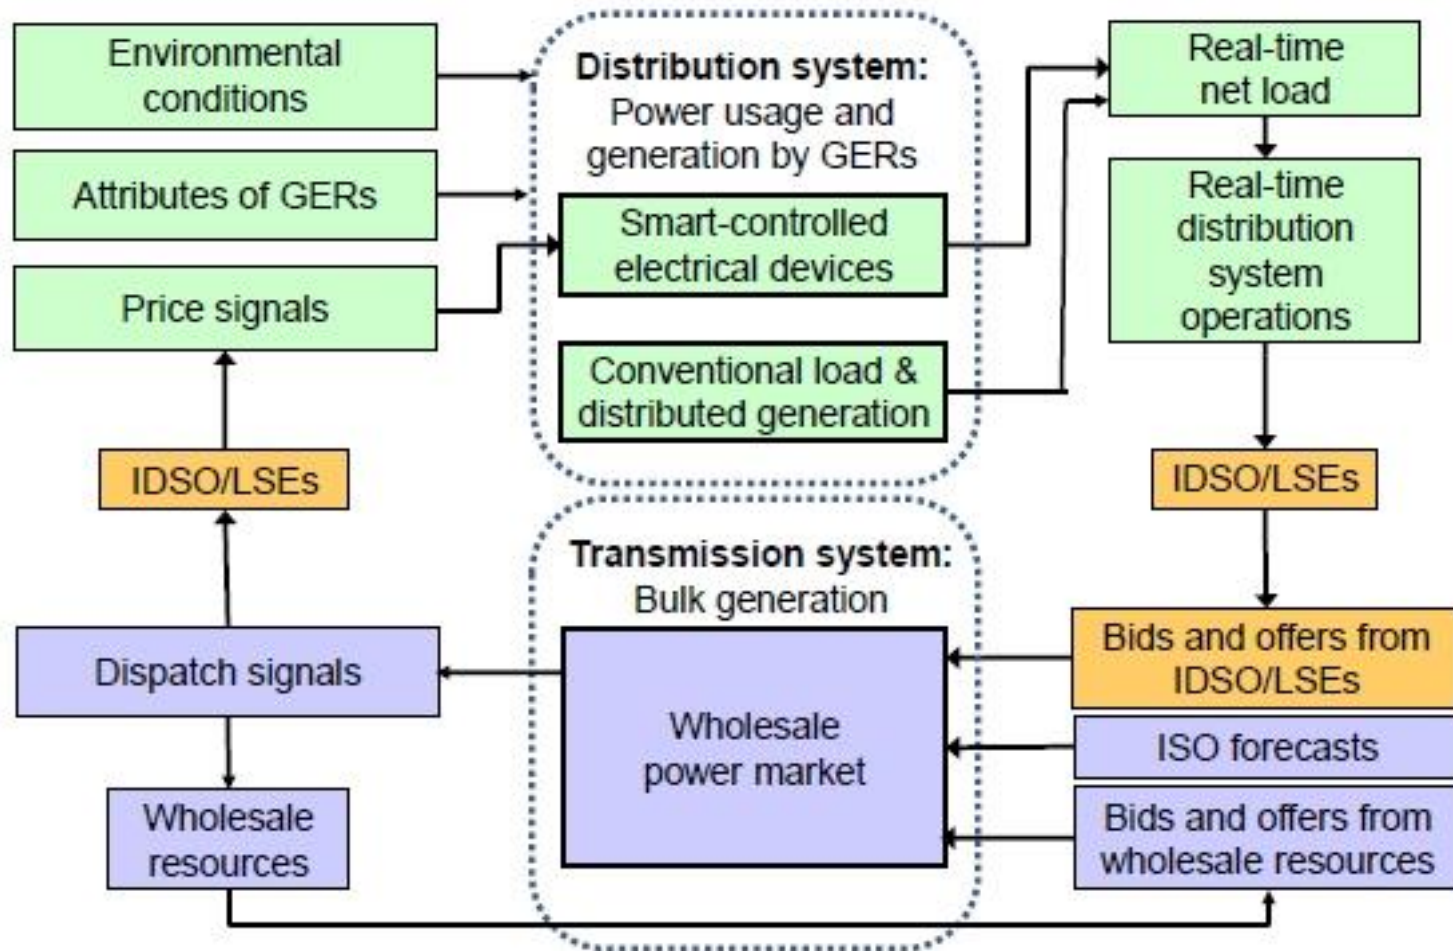 Environmental
conditions
Attributes of GERs
Price signals
IDSO/LSEs
Dispatch signals
Wholesale
resources
Distribution system:
Power usage and
generation by GERs
Smart-controlled
electrical devices
Conventional load &
distributed generation
Transmission system:
Bulk generation
Wholesale
power market
Real-time
net load
Real-time
distribution
system
operations
IDSO/LSEs
Bids and offers from
IDSO/LSEs
ISO forecasts
Bids and offers from
wholesale resources